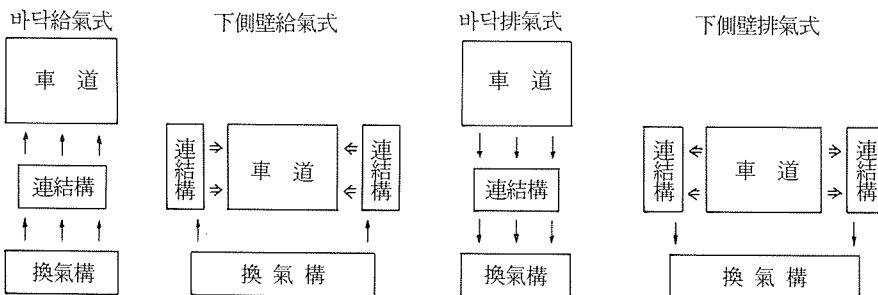 바닥給氣式
車 道
連結構
換氣構
下側壁給氣式
連結構
車 道
連結構
換 氣 構
바닥排氣式
車 道
連結構
換氣構
下側壁排氣式
連結構
車 道
連結構
換 氣 構